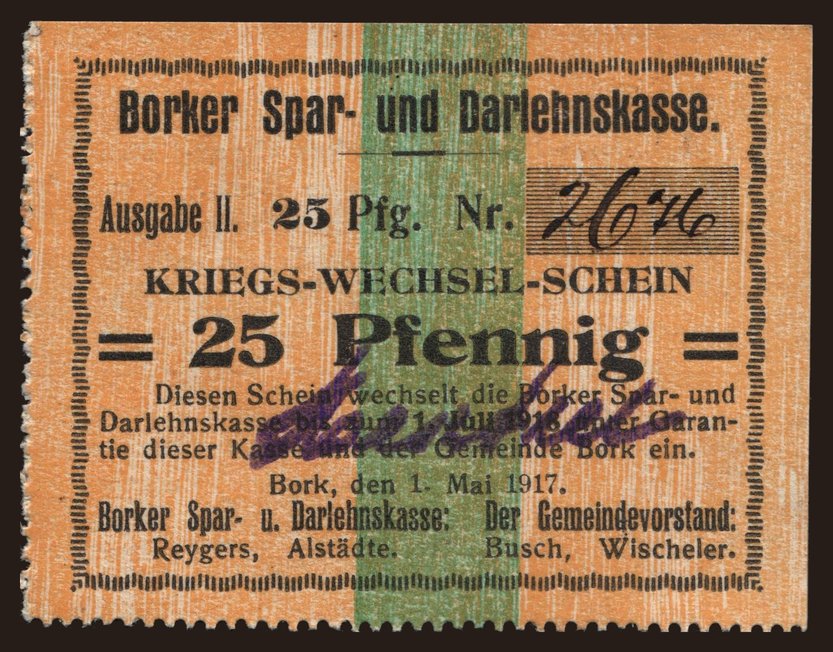 Borker Spar- und Darlehnskasse.
Ausgabe II. 25 Pfg. Nr. 2676
KRIEGS-WECHSEL-SCHEIN
= 25 Pfennig =
Diesen Schein wechselt die Borker Spar- und
Darlehnskasse bis zum 1. Juli 1918 unter Garan-
tie dieser Kasse und der Gemeinde Bork ein.
Bork, den 1. Mai 1917.
Borker Spar- u. Darlehnskasse: Der Gemeindevorstand:
Reygers, Alstädte. Busch, Wischeler.